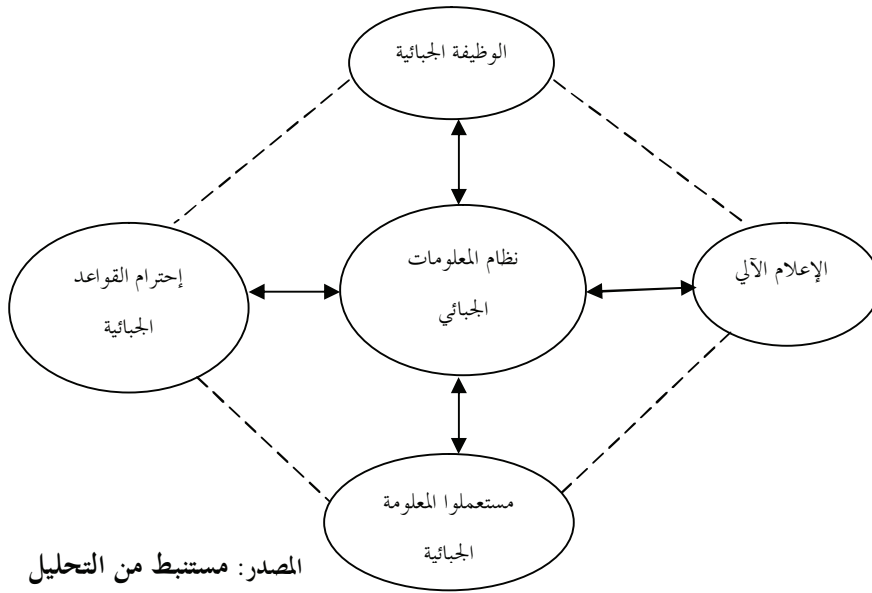 الوظيفة الجبائية
الإعلام الآلي
نظام المعلومات
الجبائي
إحترام القواعد
الجبائية
مستعملوا المعلومة
الجبائية
المصدر: مستنبط من التحليل